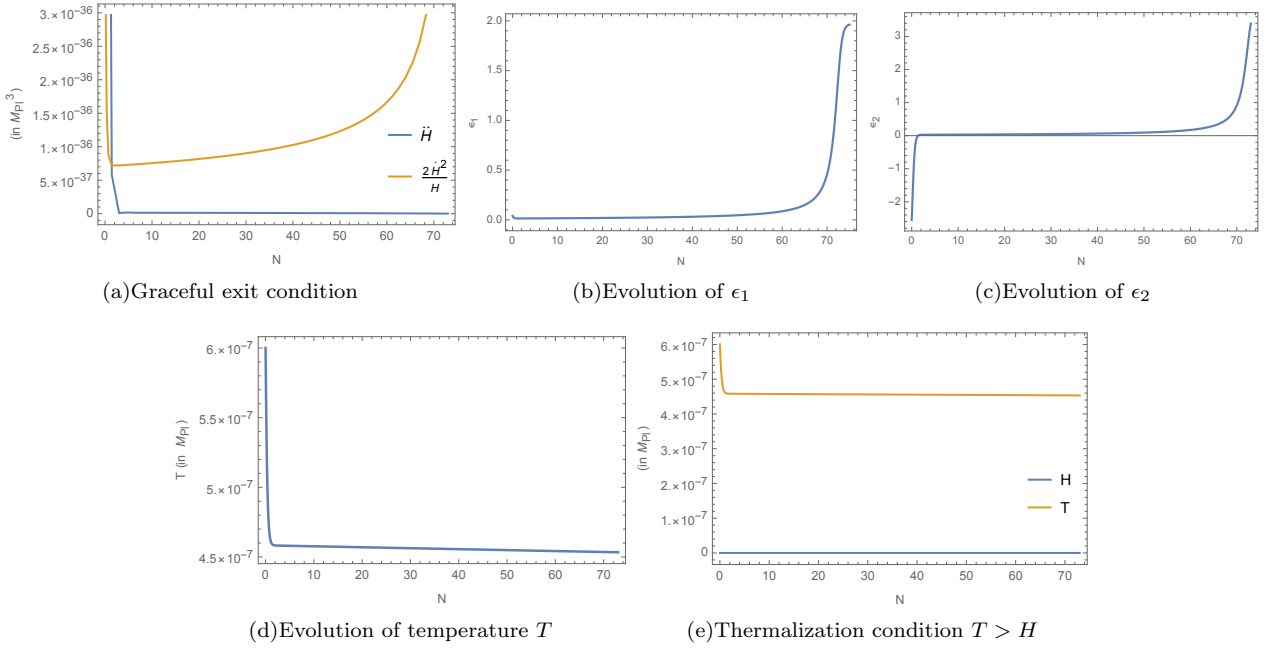 3.×10⁻³⁶
2.5×10⁻³⁶
2.×10⁻³⁶
1.5×10⁻³⁶
1.×10⁻³⁶
5.×10⁻³⁷
0
(in M_Pl³)
Ḧ
2Ḣ²/H
0 10 20 30 40 50 60 70
N
(a)Graceful exit condition
2.0
1.5
1.0
0.5
0.0
ϵ₁
0 10 20 30 40 50 60 70
N
(b)Evolution of ϵ₁
3
2
1
0
-1
-2
ϵ₂
0 10 20 30 40 50 60 70
N
(c)Evolution of ϵ₂
6.×10⁻⁷
5.5×10⁻⁷
5.×10⁻⁷
4.5×10⁻⁷
T (in M_Pl)
0 10 20 30 40 50 60 70
N
(d)Evolution of temperature T
6.×10⁻⁷
5.×10⁻⁷
4.×10⁻⁷
3.×10⁻⁷
2.×10⁻⁷
1.×10⁻⁷
0
(in M_Pl)
H
T
0 10 20 30 40 50 60 70
N
(e)Thermalization condition T > H